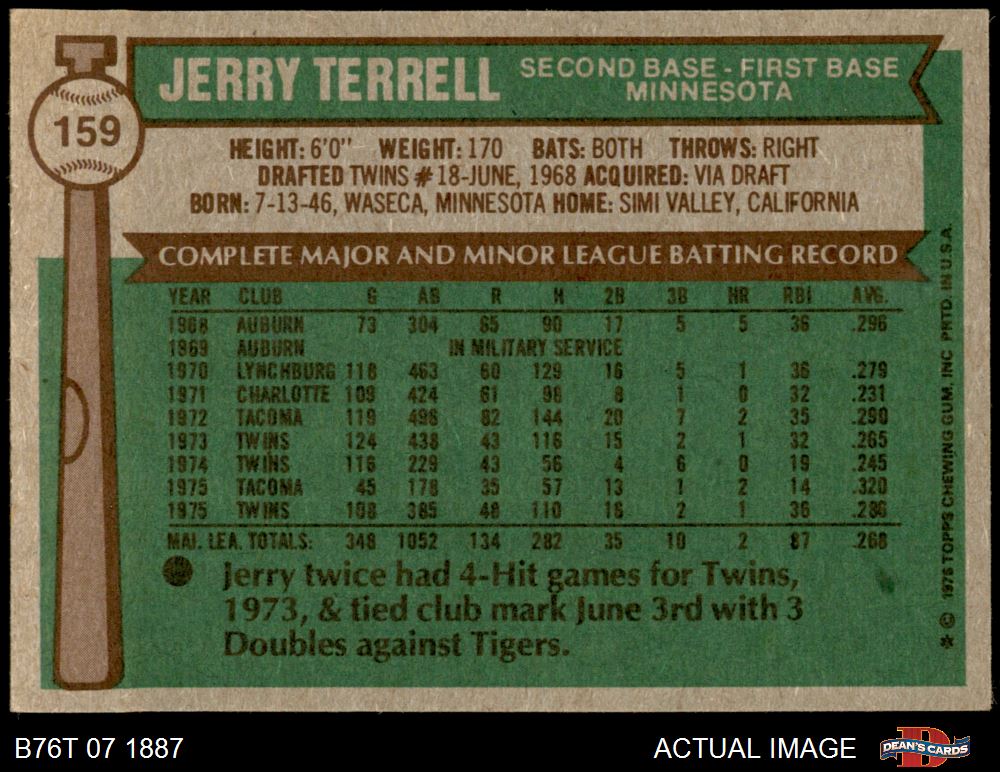 159
JERRY TERRELL
SECOND BASE - FIRST BASE
MINNESOTA
HEIGHT: 6'0" WEIGHT: 170 BATS: BOTH THROWS: RIGHT
DRAFTED TWINS #18-JUNE, 1968 ACQUIRED: VIA DRAFT
BORN: 7-13-46, WASECA, MINNESOTA HOME: SIMI VALLEY, CALIFORNIA
COMPLETE MAJOR AND MINOR LEAGUE BATTING RECORD
YEAR CLUB G AB R H 2B 3B HR RBI AVG.
1968 AUBURN 73 304 65 90 17 5 5 36 .296
1969 AUBURN IN MILITARY SERVICE
1970 LYNCHBURG 118 463 60 129 16 5 1 36 .279
1971 CHARLOTTE 109 424 61 98 8 1 0 32 .231
1972 TACOMA 119 496 82 144 20 7 2 35 .290
1973 TWINS 124 438 43 116 15 2 1 32 .265
1974 TWINS 116 229 43 56 4 6 0 19 .245
1975 TACOMA 45 178 35 57 13 1 2 14 .320
1975 TWINS 108 385 48 110 16 2 1 36 .286
MAJ. LEA. TOTALS: 348 1052 134 282 35 10 2 87 .268
Jerry twice had 4-Hit games for Twins,
1973, & tied club mark June 3rd with 3
Doubles against Tigers.
* © 1976 TOPPS CHEWING GUM, INC. PRTD. IN U.S.A.
B76T 07 1887
ACTUAL IMAGE
DEAN'S CARDS